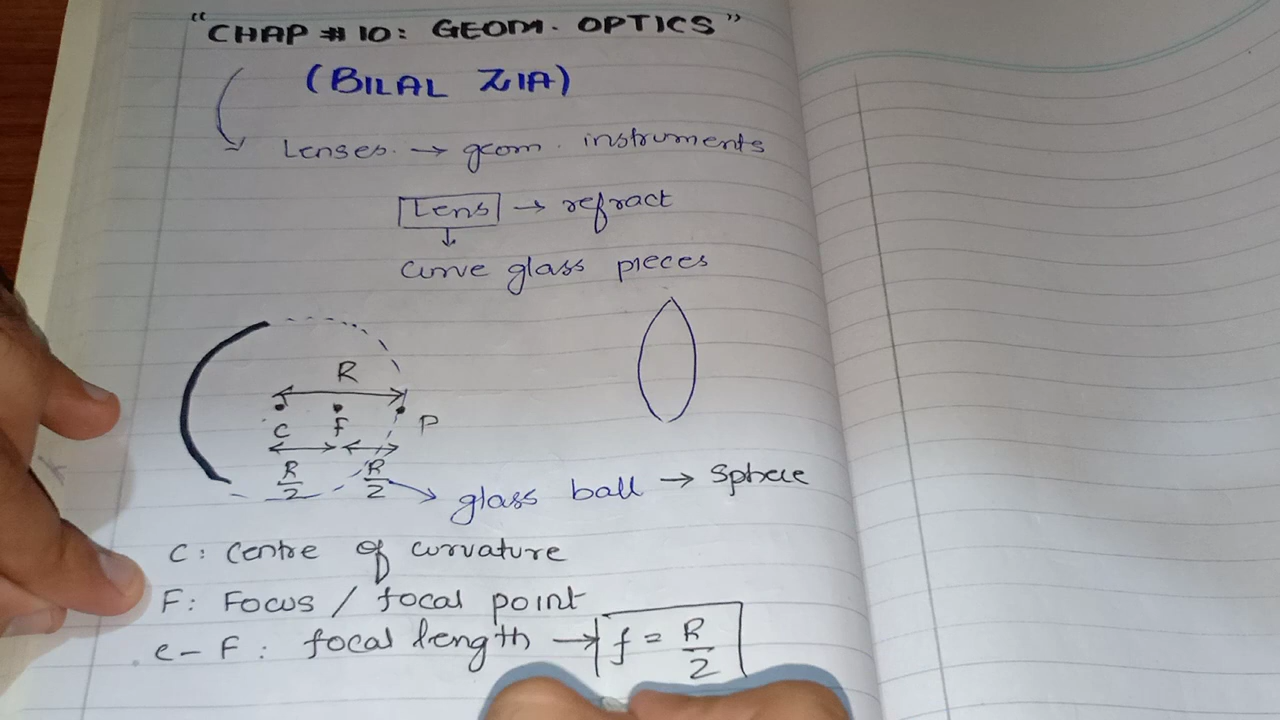 "CHAP # 10: GEOM. OPTICS"
(BILAL ZIA)
Lenses. → geom. instruments
Lens → refract
curve glass pieces
R
C F P
R/2 R/2
glass ball → Sphere
C: Centre of curvature
F: Focus / focal point
e-F: focal length → f = R/2